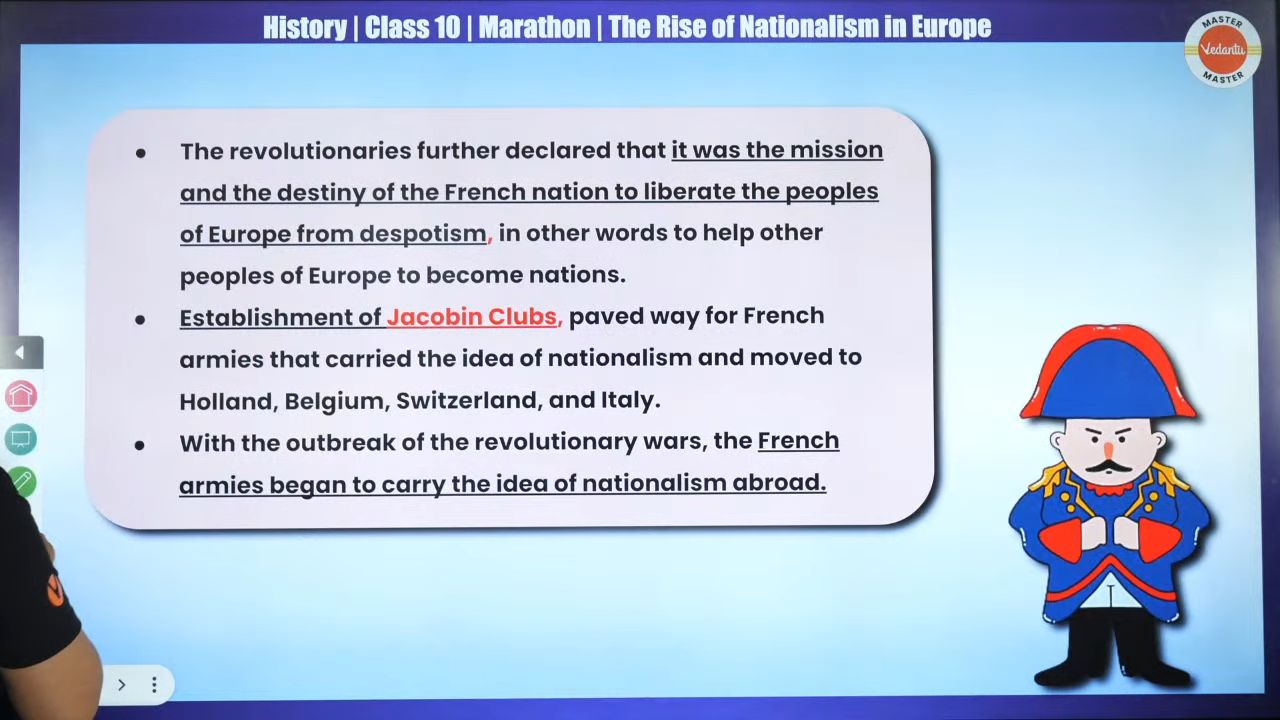 History | Class 10 | Marathon | The Rise of Nationalism in Europe
MASTER
Vedantu
MASTER
The revolutionaries further declared that it was the mission
and the destiny of the French nation to liberate the peoples
of Europe from despotism, in other words to help other
peoples of Europe to become nations.
Establishment of Jacobin Clubs, paved way for French
armies that carried the idea of nationalism and moved to
Holland, Belgium, Switzerland, and Italy.
With the outbreak of the revolutionary wars, the French
armies began to carry the idea of nationalism abroad.